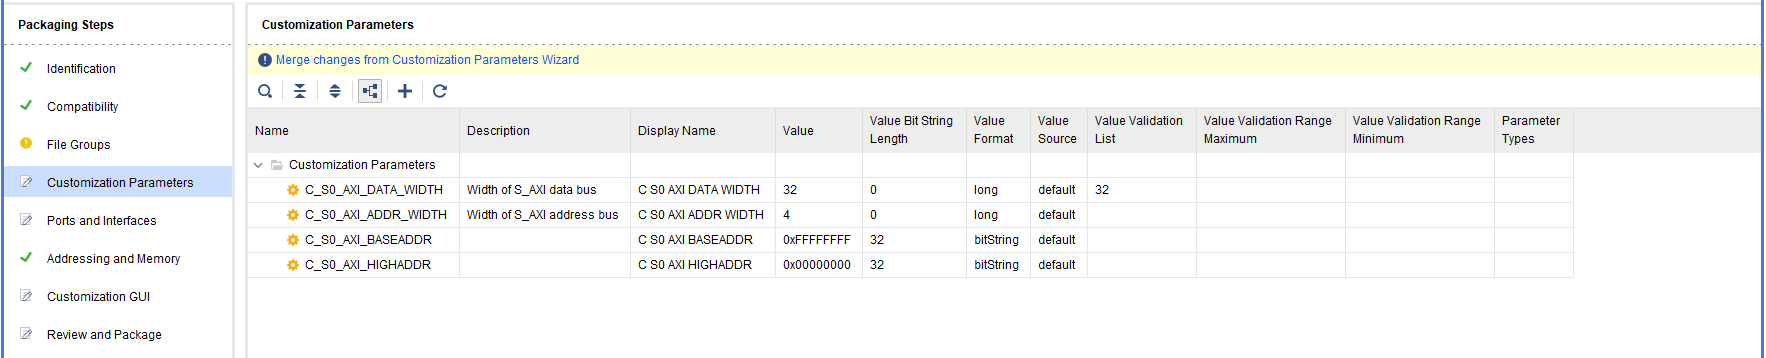 Packaging Steps
Identification
Compatibility
File Groups
Customization Parameters
Ports and Interfaces
Addressing and Memory
Customization GUI
Review and Package
Customization Parameters
Merge changes from Customization Parameters Wizard
Name Description Display Name Value Value Bit String Length Value Format Value Source Value Validation List Value Validation Range Maximum Value Validation Range Minimum Parameter Types
Customization Parameters
C_S0_AXI_DATA_WIDTH Width of S_AXI data bus C S0 AXI DATA WIDTH 32 0 long default 32
C_S0_AXI_ADDR_WIDTH Width of S_AXI address bus C S0 AXI ADDR WIDTH 4 0 long default
C_S0_AXI_BASEADDR C S0 AXI BASEADDR 0xFFFFFFFF 32 bitString default
C_S0_AXI_HIGHADDR C S0 AXI HIGHADDR 0x00000000 32 bitString default